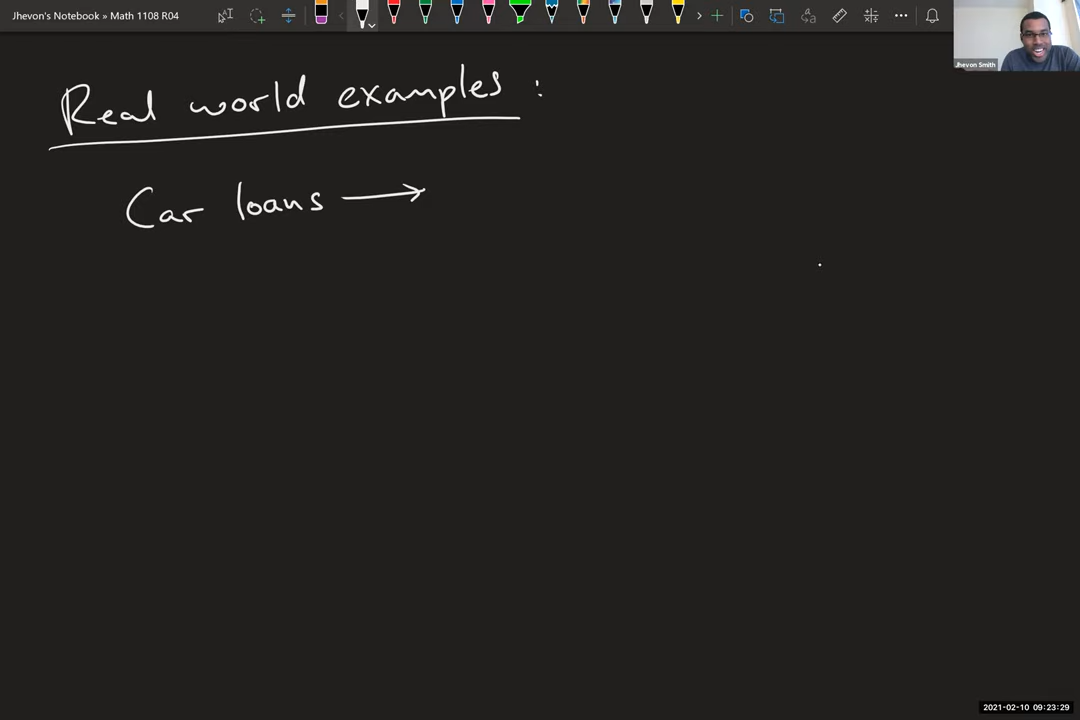 Jhevon's Notebook » Math 1108 R04
Jhevon Smith
Real world examples :
Car loans →
2021-02-10 09:23:29